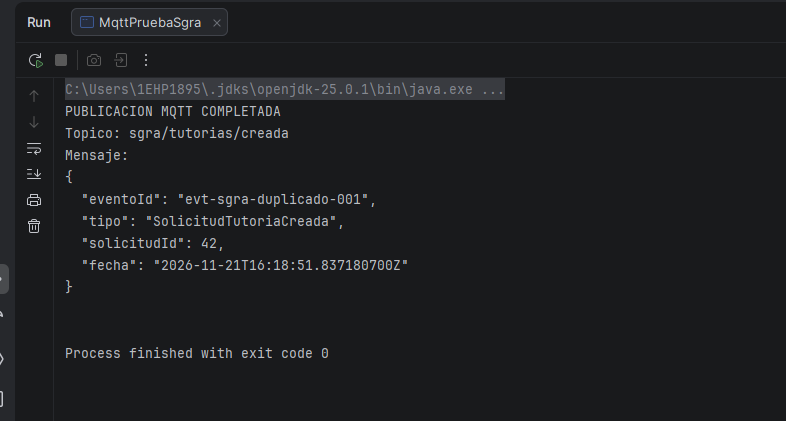 Run MqttPruebaSgra
C:\Users\1EHP1895\.jdks\openjdk-25.0.1\bin\java.exe ...
PUBLICACION MQTT COMPLETADA
Topico: sgra/tutorias/creada
Mensaje:
{
  "eventoId": "evt-sgra-duplicado-001",
  "tipo": "SolicitudTutoriaCreada",
  "solicitudId": 42,
  "fecha": "2026-11-21T16:18:51.837180700Z"
}
Process finished with exit code 0